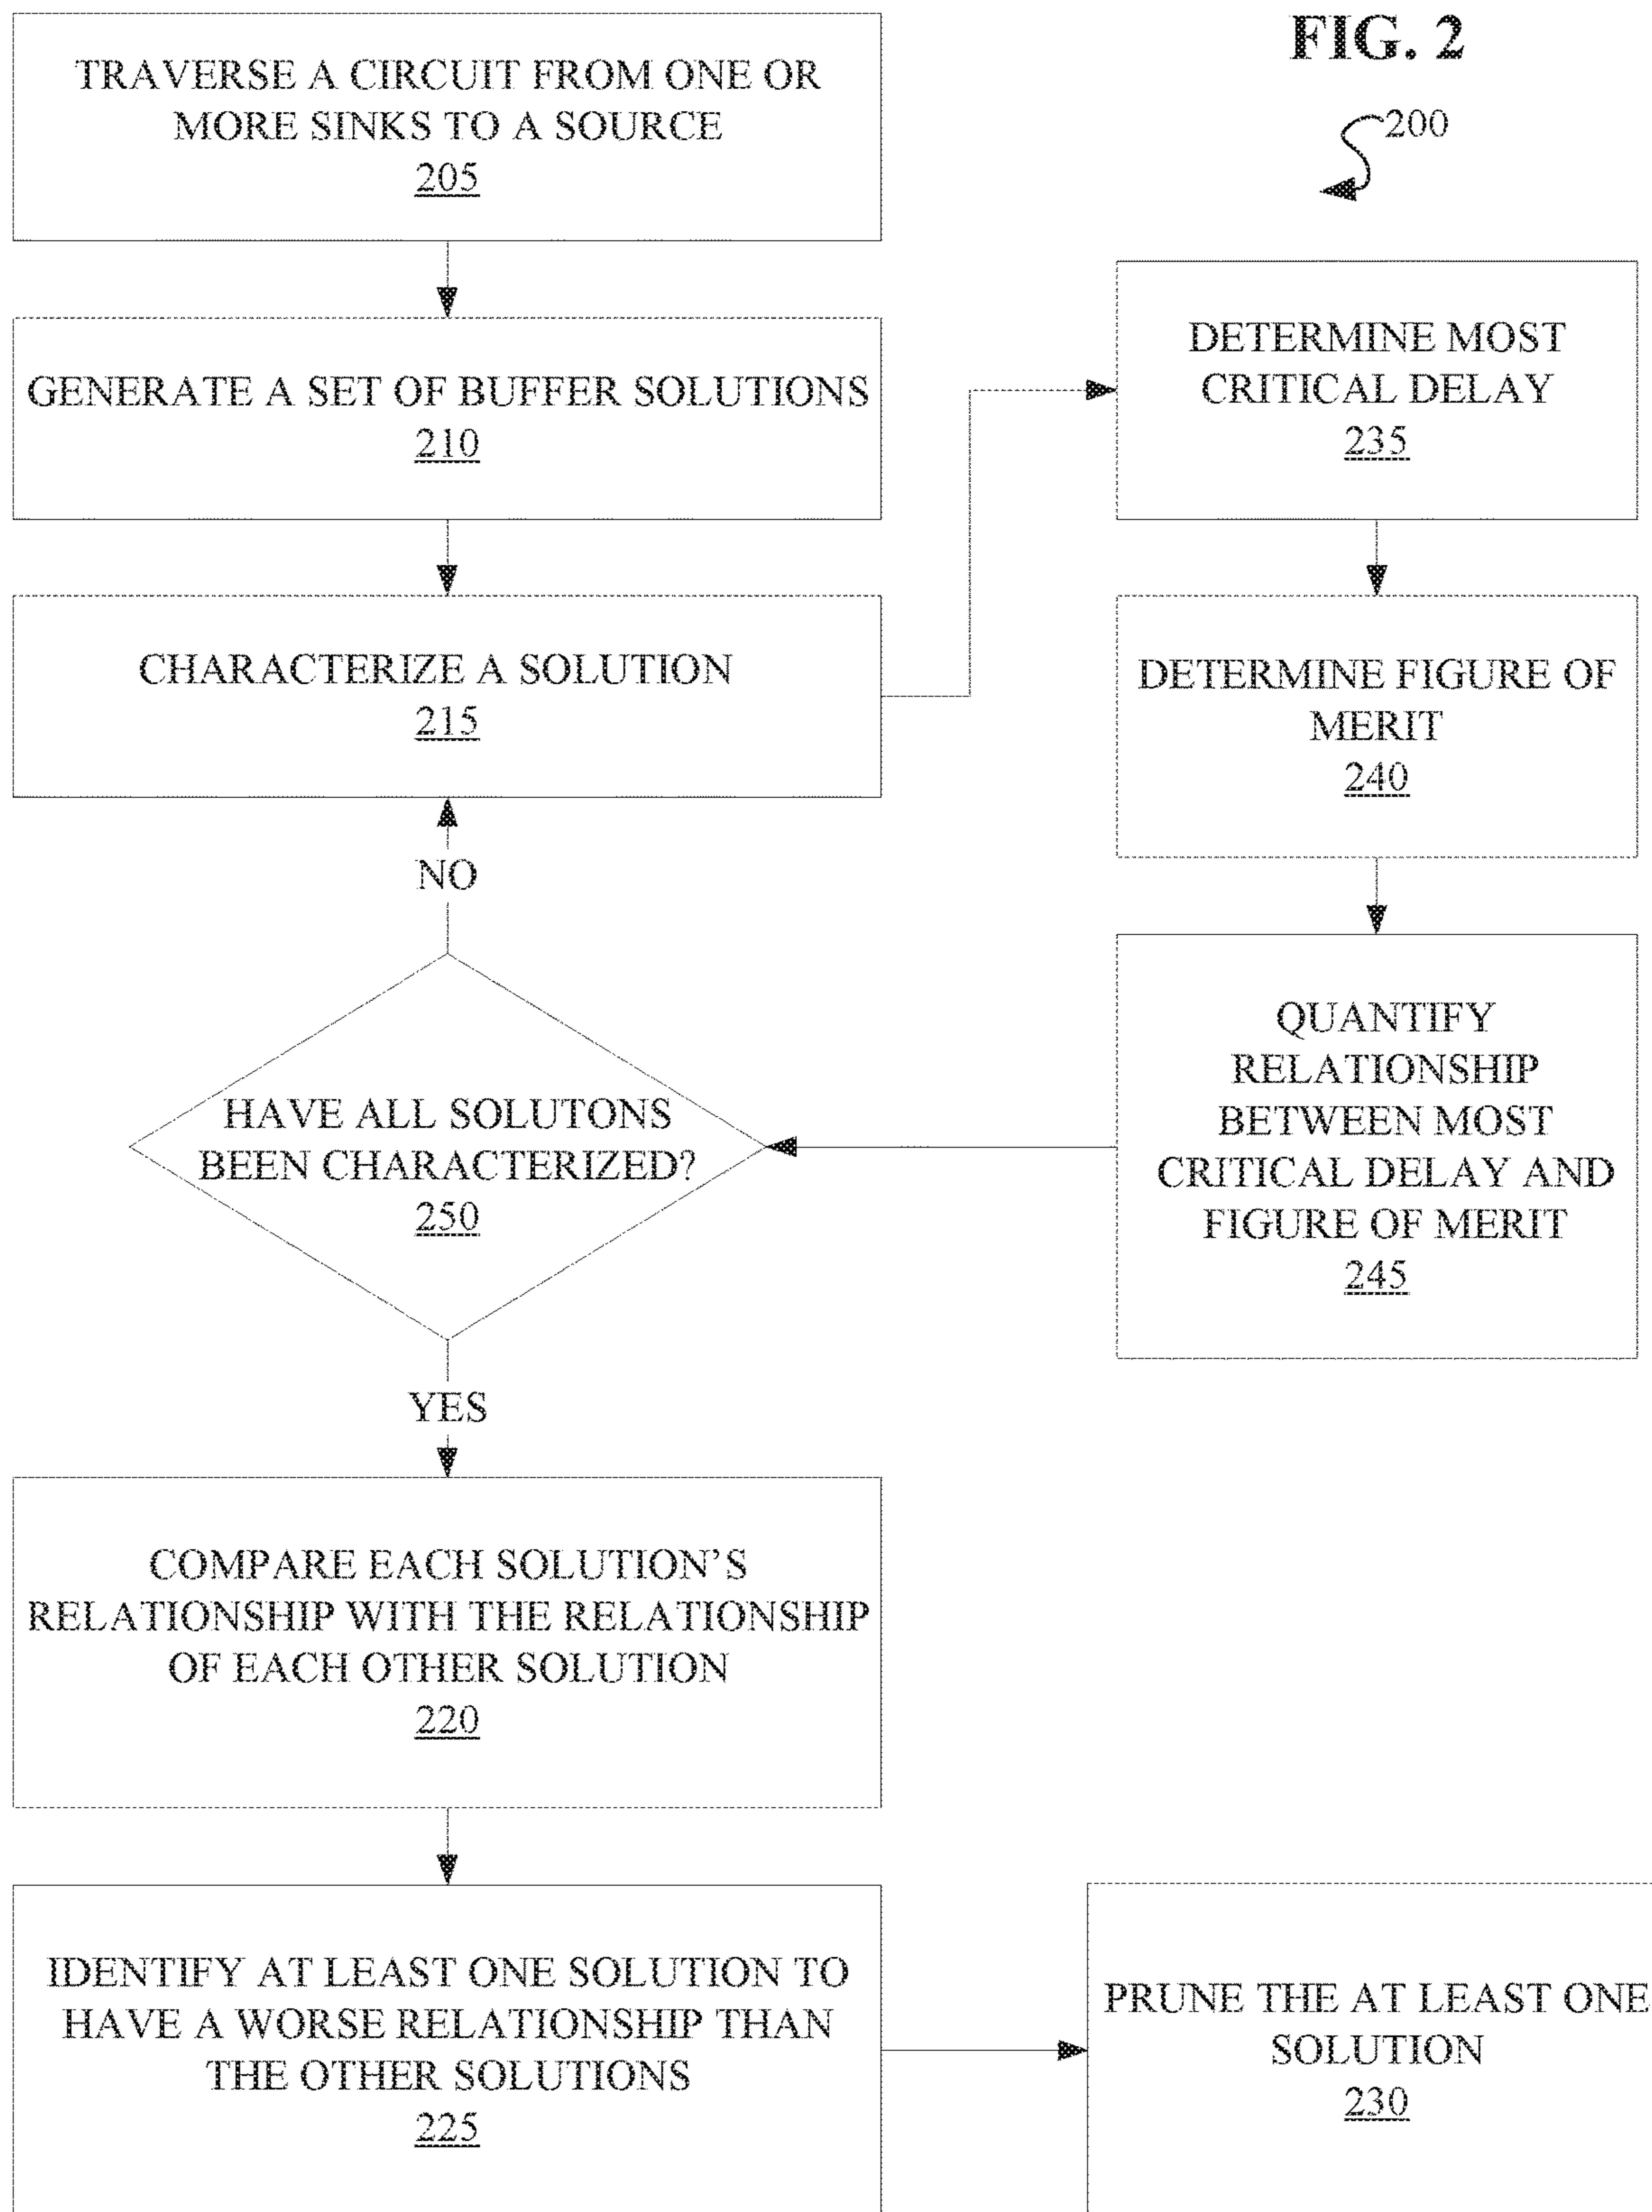 FIG. 2
200
TRAVERSE A CIRCUIT FROM ONE OR
MORE SINKS TO A SOURCE
205
GENERATE A SET OF BUFFER SOLUTIONS
210
CHARACTERIZE A SOLUTION
215
DETERMINE MOST
CRITICAL DELAY
235
DETERMINE FIGURE OF
MERIT
240
QUANTIFY
RELATIONSHIP
BETWEEN MOST
CRITICAL DELAY AND
FIGURE OF MERIT
245
NO
HAVE ALL SOLUTONS
BEEN CHARACTERIZED?
250
YES
COMPARE EACH SOLUTION'S
RELATIONSHIP WITH THE RELATIONSHIP
OF EACH OTHER SOLUTION
220
IDENTIFY AT LEAST ONE SOLUTION TO
HAVE A WORSE RELATIONSHIP THAN
THE OTHER SOLUTIONS
225
PRUNE THE AT LEAST ONE
SOLUTION
230